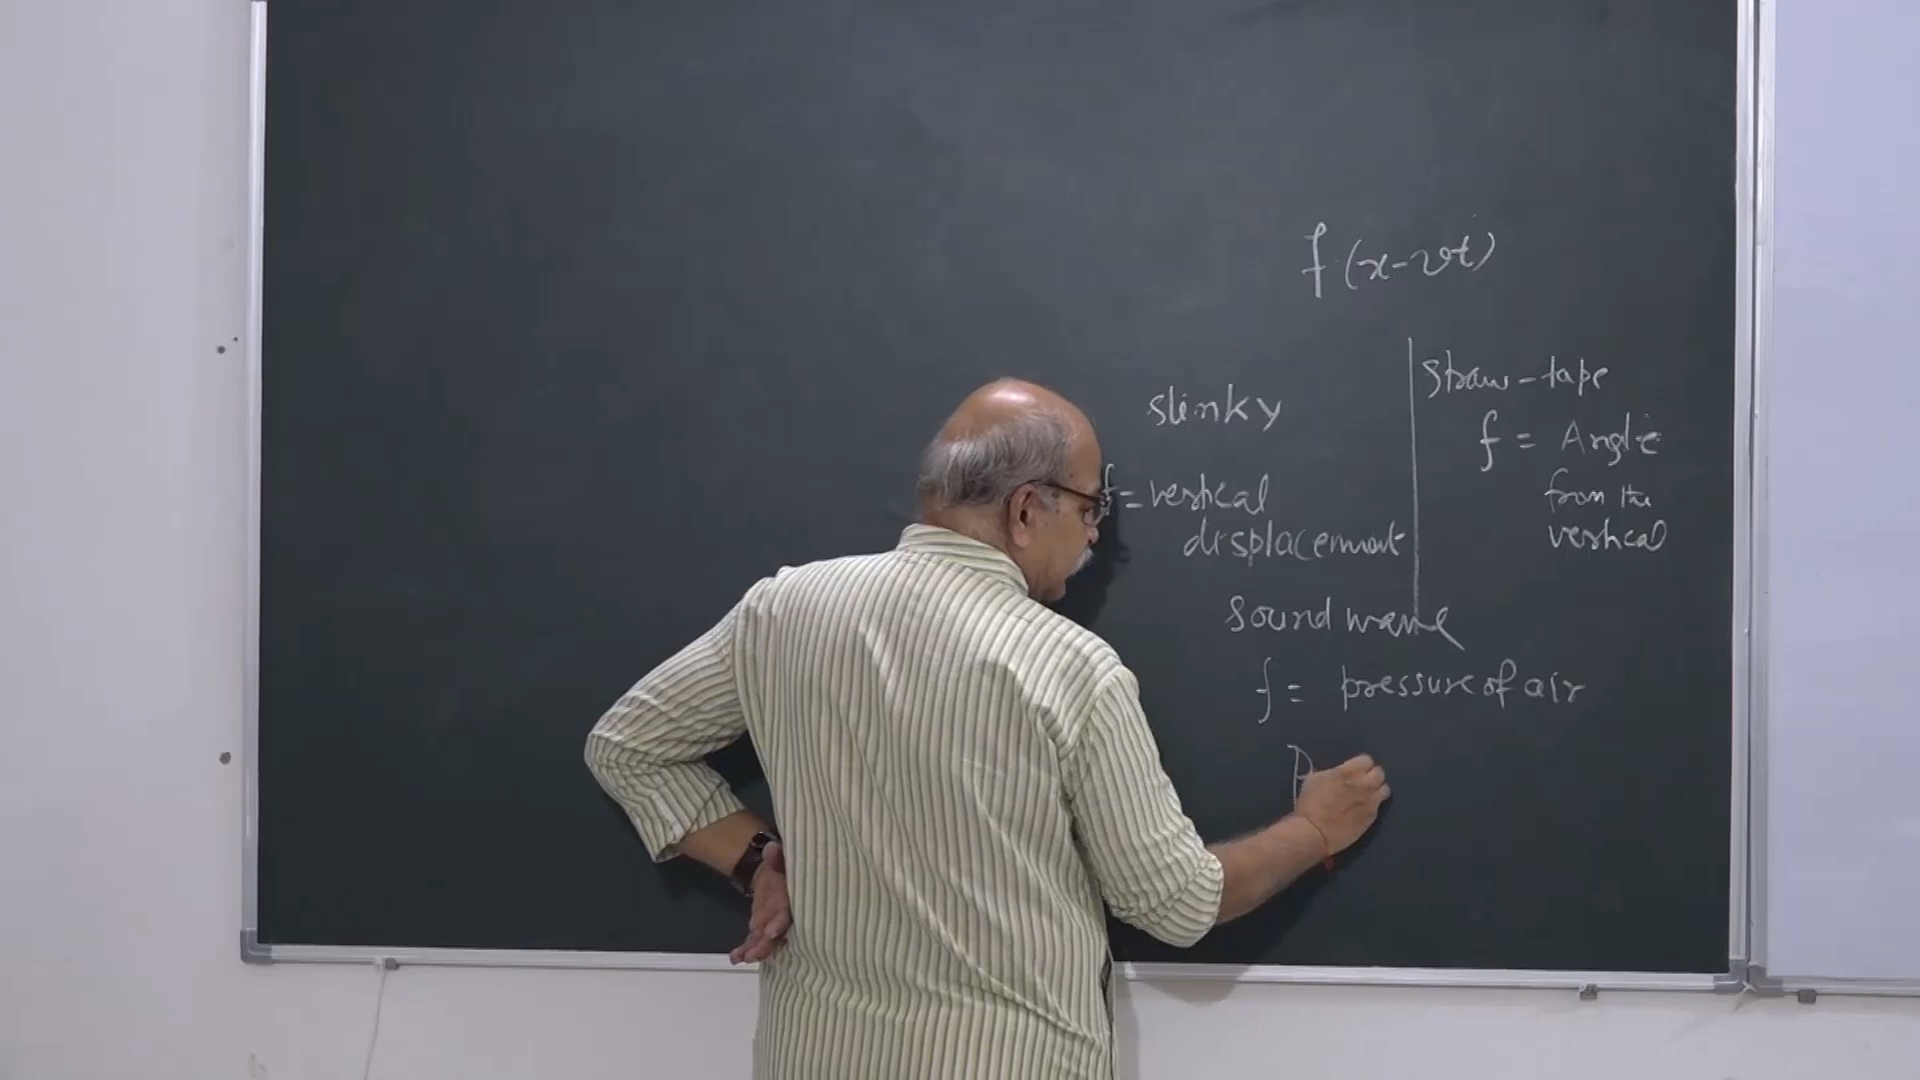 f(x-vt)
slinky
f = vertical
displacement
straw-tape
f = Angle
from the
vertical
sound wave
f = pressure of air
P